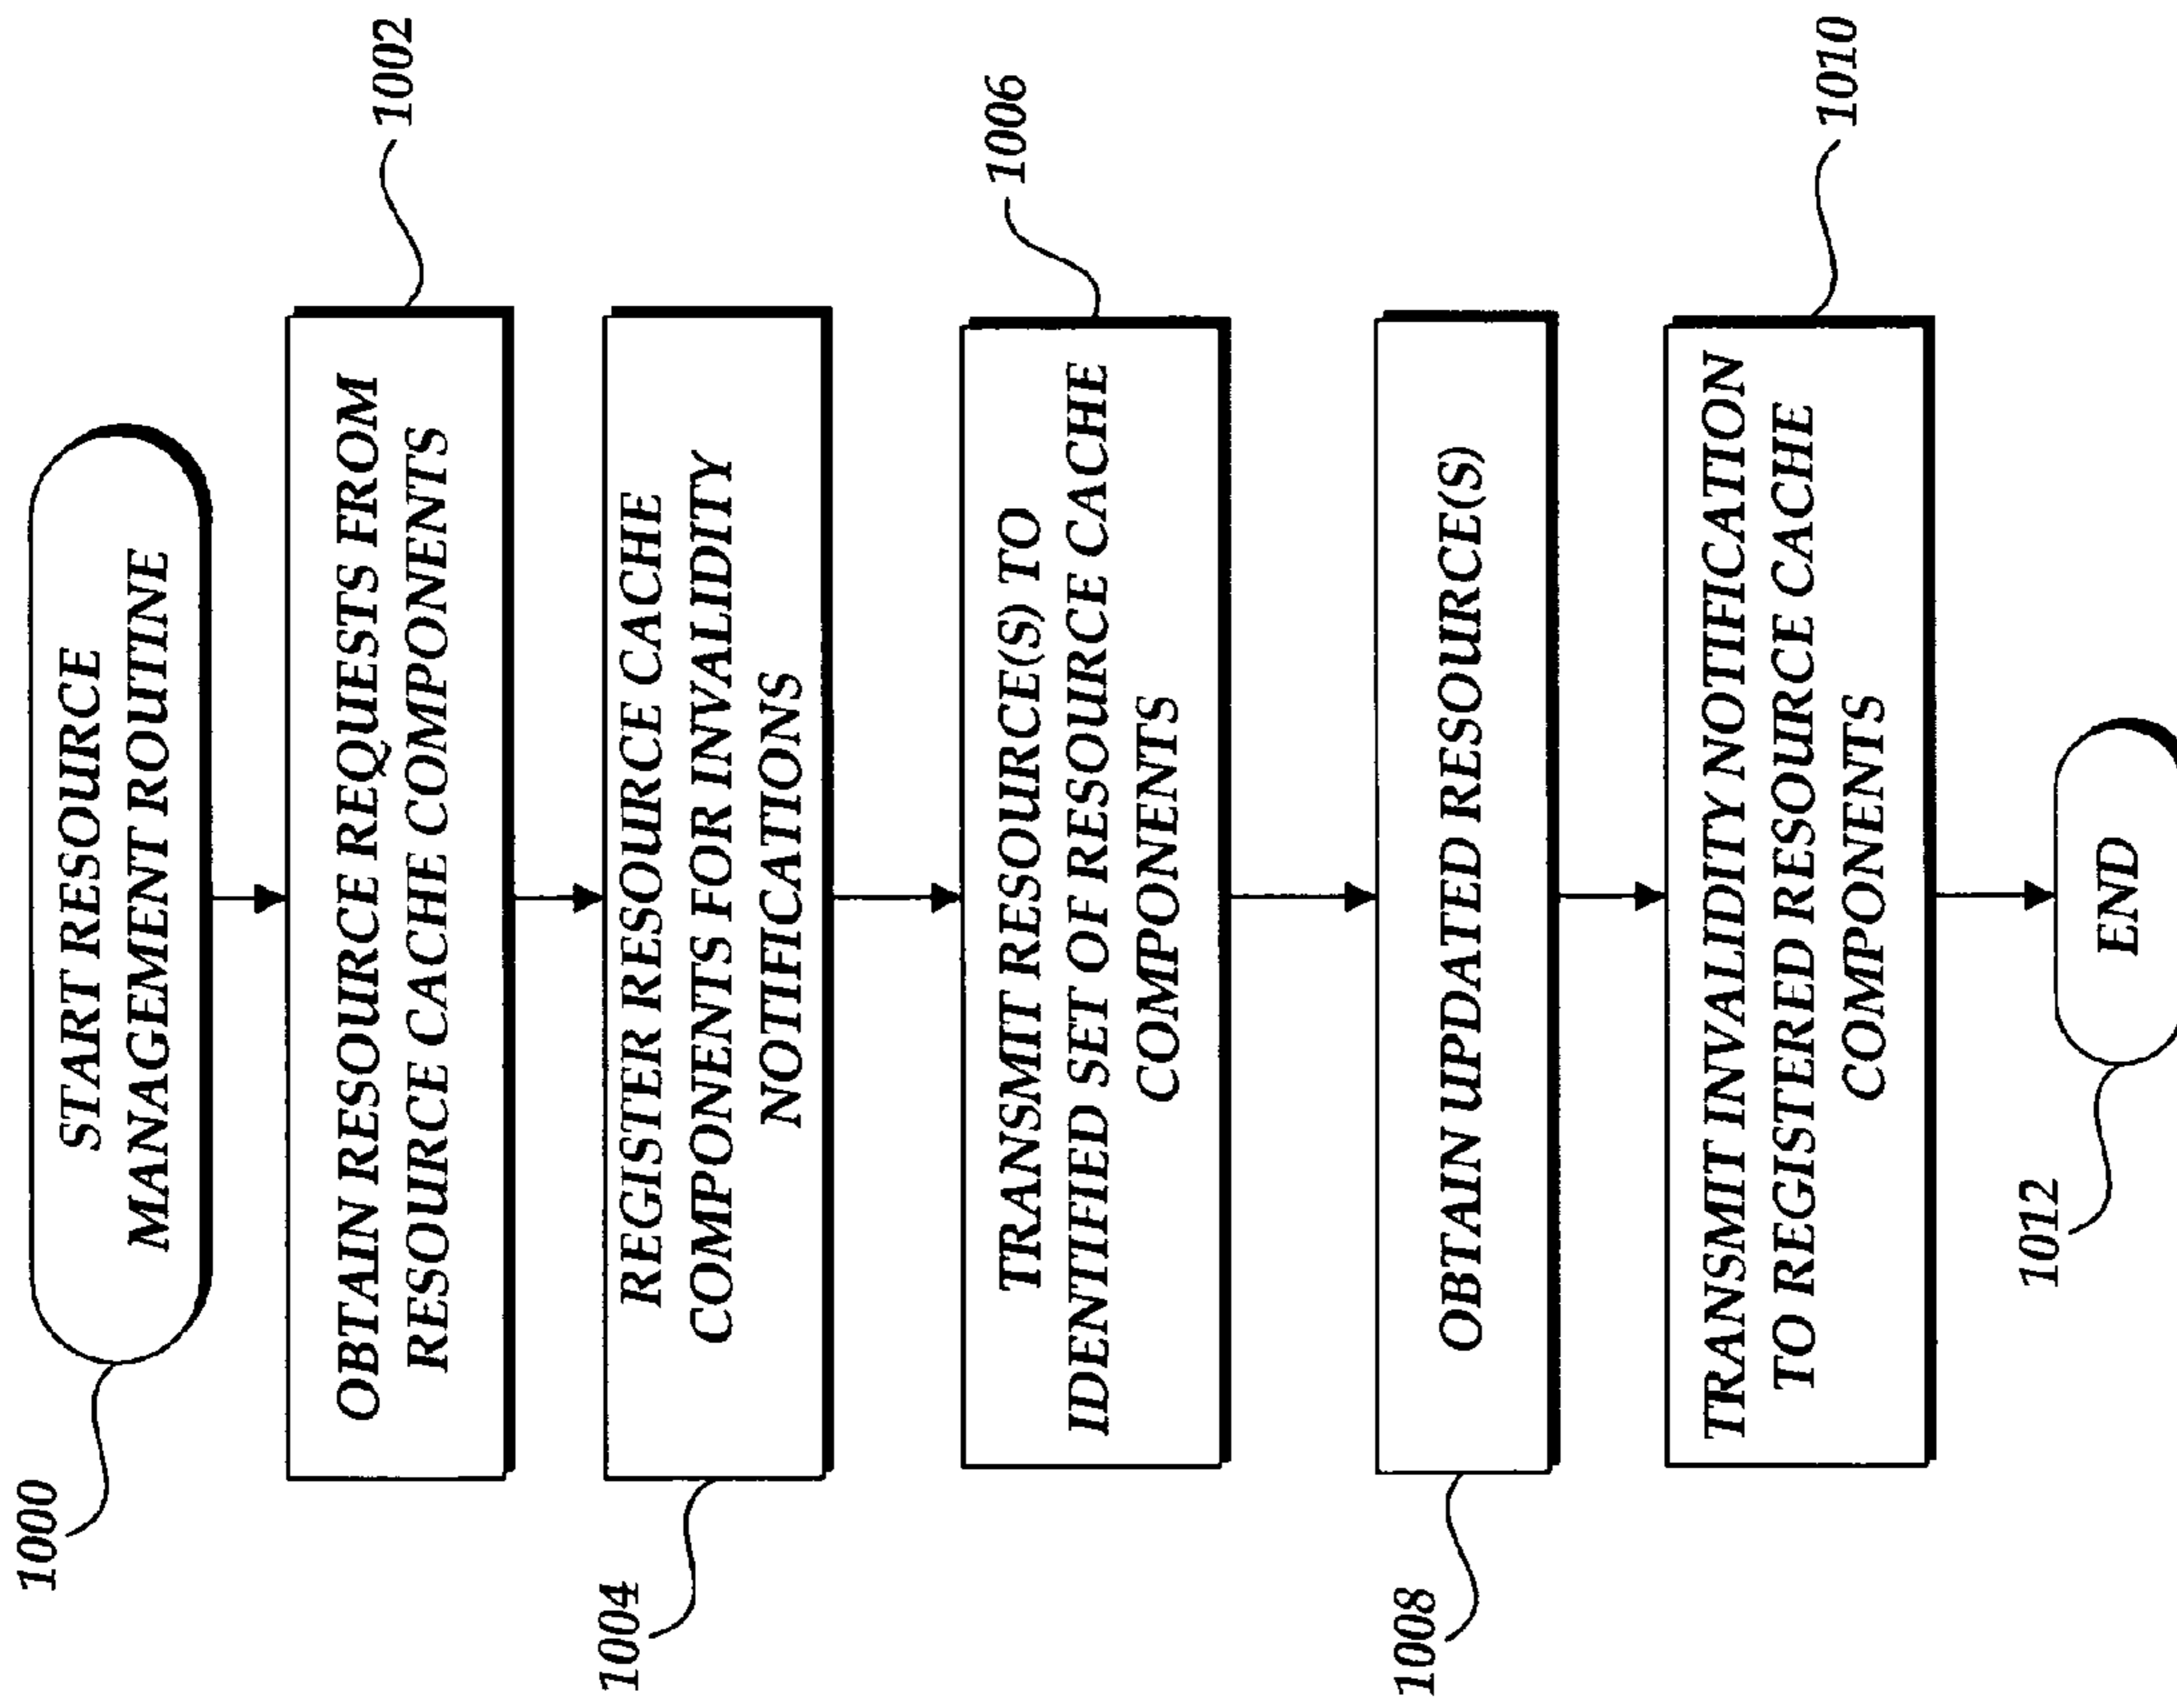 1000
START RESOURCE
MANAGEMENT ROUTINE
1002
OBTAIN RESOURCE REQUESTS FROM
RESOURCE CACHE COMPONENTS
1004
REGISTER RESOURCE CACHE
COMPONENTS FOR INVALIDITY
NOTIFICATIONS
1006
TRANSMIT RESOURCE(S) TO
IDENTIFIED SET OF RESOURCE CACHE
COMPONENTS
1008
OBTAIN UPDATED RESOURCE(S)
1010
TRANSMIT INVALIDITY NOTIFICATION
TO REGISTERED RESOURCE CACHE
COMPONENTS
1012
END